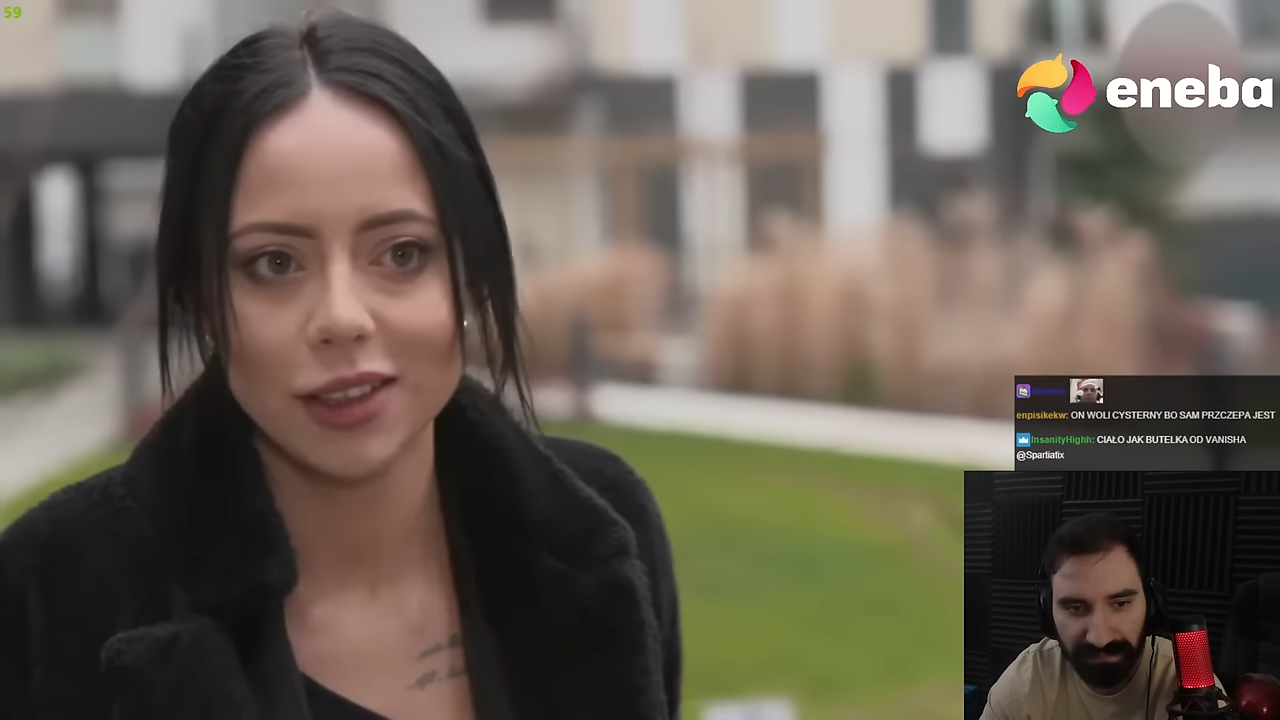 59
eneba
enpisikekw: ON WOLI CYSTERNY BO SAM PRZCZEPA JEST
InsanityHighh: CIAŁO JAK BUTELKA OD VANISHA
@Spartiatix